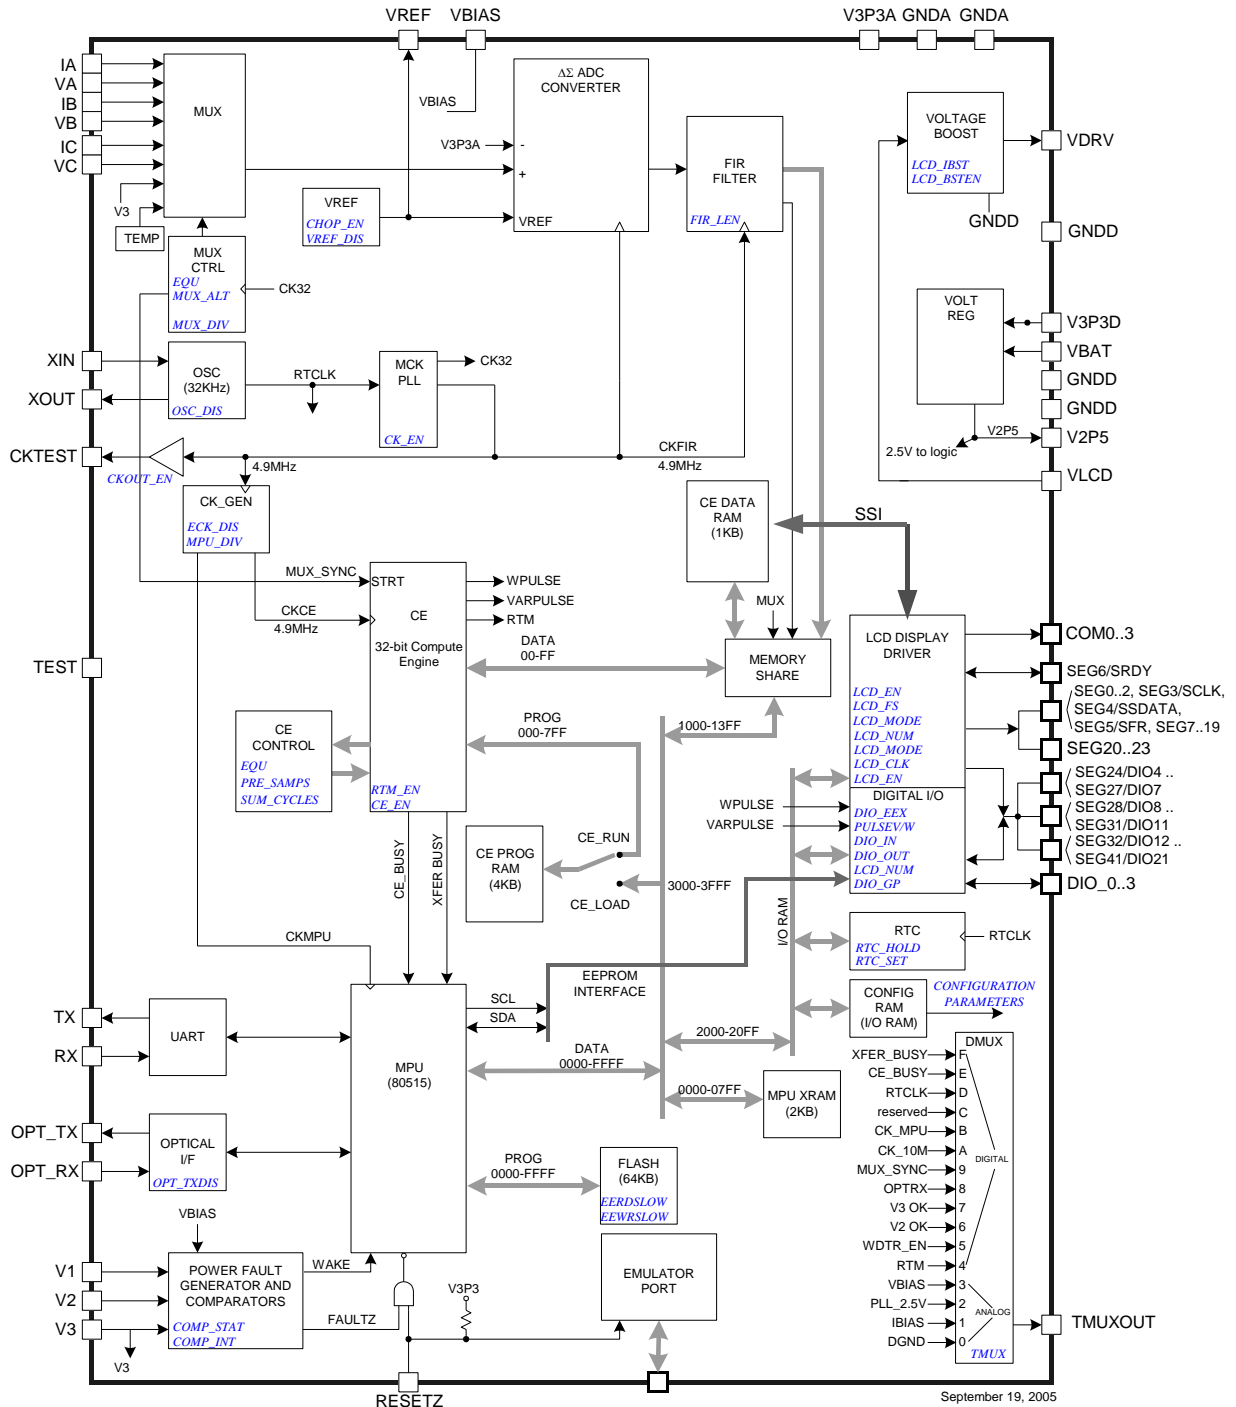 VREF VBIAS V3P3A GNDA GNDA
IA
VA
IB
VB
IC
VC
MUX
V3
TEMP
MUX
CTRL
EQU
MUX_ALT
MUX_DIV
CK32
VREF
CHOP_EN
VREF_DIS
VBIAS
V3P3A
ΔΣ ADC
CONVERTER
-
+
VREF
FIR
FILTER
FIR_LEN
VOLTAGE
BOOST
LCD_IBST
LCD_BSTEN
GNDD
VDRV
GNDD
VOLT
REG
V3P3D
VBAT
GNDD
GNDD
V2P5
V2P5
2.5V to logic
VLCD
XIN
XOUT
OSC
(32KHz)
OSC_DIS
RTCLK
MCK
PLL
CK_EN
CK32
CKTEST
CKOUT_EN
4.9MHz
CKFIR
4.9MHz
CK_GEN
ECK_DIS
MPU_DIV
MUX_SYNC
CKCE
4.9MHz
STRT
CE
32-bit Compute
Engine
RTM_EN
CE_EN
WPULSE
VARPULSE
RTM
DATA
00-FF
CE DATA
RAM
(1KB)
SSI
MUX
MEMORY
SHARE
TEST
CE
CONTROL
EQU
PRE_SAMPS
SUM_CYCLES
PROG
000-7FF
1000-13FF
CE_BUSY
XFER BUSY
CE PROG
RAM
(4KB)
CE_RUN
CE_LOAD
3000-3FFF
I/O RAM
LCD DISPLAY
DRIVER
LCD_EN
LCD_FS
LCD_MODE
LCD_NUM
LCD_MODE
LCD_CLK
LCD_EN
DIGITAL I/O
DIO_EEX
PULSEV/W
DIO_IN
DIO_OUT
LCD_NUM
DIO_GP
WPULSE
VARPULSE
COM0..3
SEG6/SRDY
SEG0..2, SEG3/SCLK,
SEG4/SSDATA,
SEG5/SFR, SEG7..19
SEG20..23
SEG24/DIO4 ..
SEG27/DIO7
SEG28/DIO8 ..
SEG31/DIO11
SEG32/DIO12 ..
SEG41/DIO21
DIO_0..3
RTC
RTC_HOLD
RTC_SET
RTCLK
CONFIG
RAM
(I/O RAM)
CONFIGURATION
PARAMETERS
CKMPU
TX
RX
UART
MPU
(80515)
SCL
SDA
EEPROM
INTERFACE
DATA
0000-FFFF
2000-20FF
0000-07FF
MPU XRAM
(2KB)
OPT_TX
OPT_RX
OPTICAL
I/F
OPT_TXDIS
PROG
0000-FFFF
FLASH
(64KB)
EERDSLOW
EEWRSLOW
VBIAS
V1
V2
V3
V3
POWER FAULT
GENERATOR AND
COMPARATORS
COMP_STAT
COMP_INT
WAKE
FAULTZ
V3P3
EMULATOR
PORT
RESETZ
DMUX
XFER_BUSY F
CE_BUSY E
RTCLK D
reserved C
CK_MPU B
CK_10M A
MUX_SYNC 9
OPTRX 8
V3 OK 7
V2 OK 6
WDTR_EN 5
RTM 4
VBIAS 3
PLL_2.5V 2
IBIAS 1
DGND 0
DIGITAL
ANALOG
TMUX
TMUXOUT
September 19, 2005